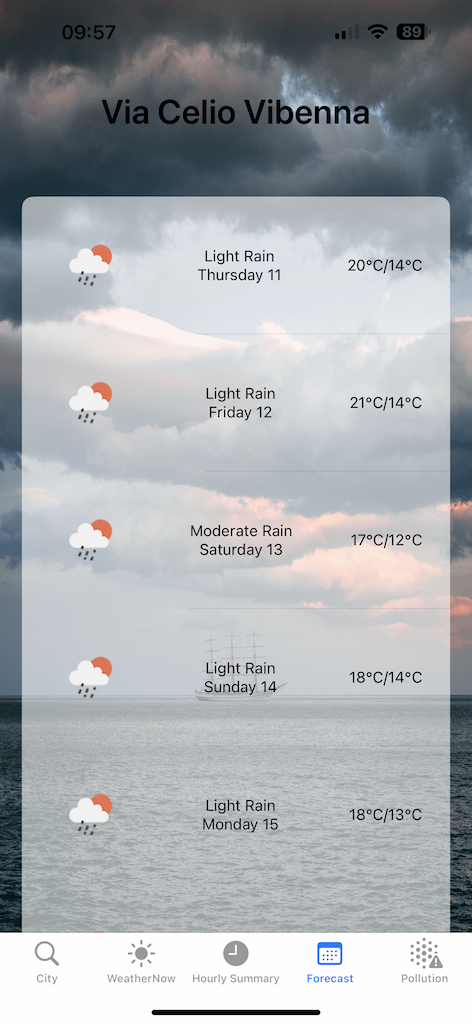 09:57
89
Via Celio Vibenna
Light Rain
Thursday 11
20°C/14°C
Light Rain
Friday 12
21°C/14°C
Moderate Rain
Saturday 13
17°C/12°C
Light Rain
Sunday 14
18°C/14°C
Light Rain
Monday 15
18°C/13°C
City
WeatherNow
Hourly Summary
Forecast
Pollution